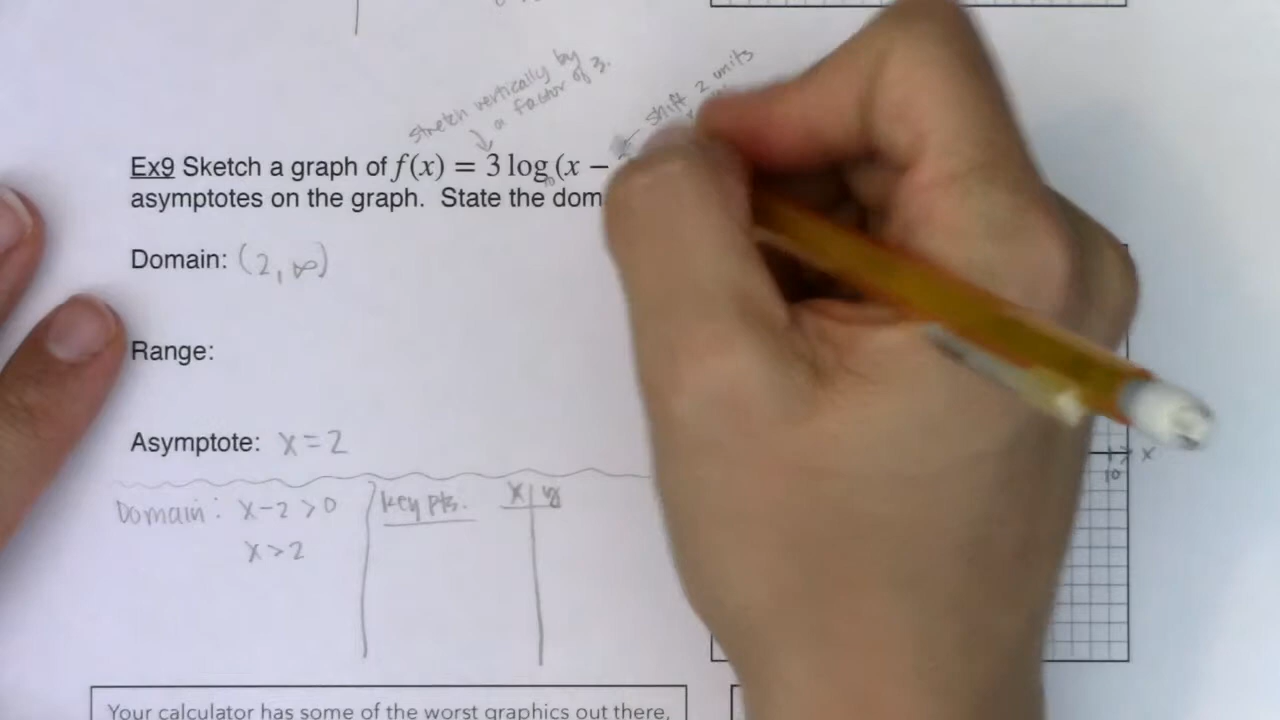 stretch vertically by
a factor of 3.
shift 2 units
Ex9 Sketch a graph of f(x) = 3 log₁₀ (x −
asymptotes on the graph. State the dom
Domain: (2, ∞)
Range:
Asymptote: x = 2
Domain: x-2 > 0
x > 2
key pts.
x y
x
10
Your calculator has some of the worst graphics out there,